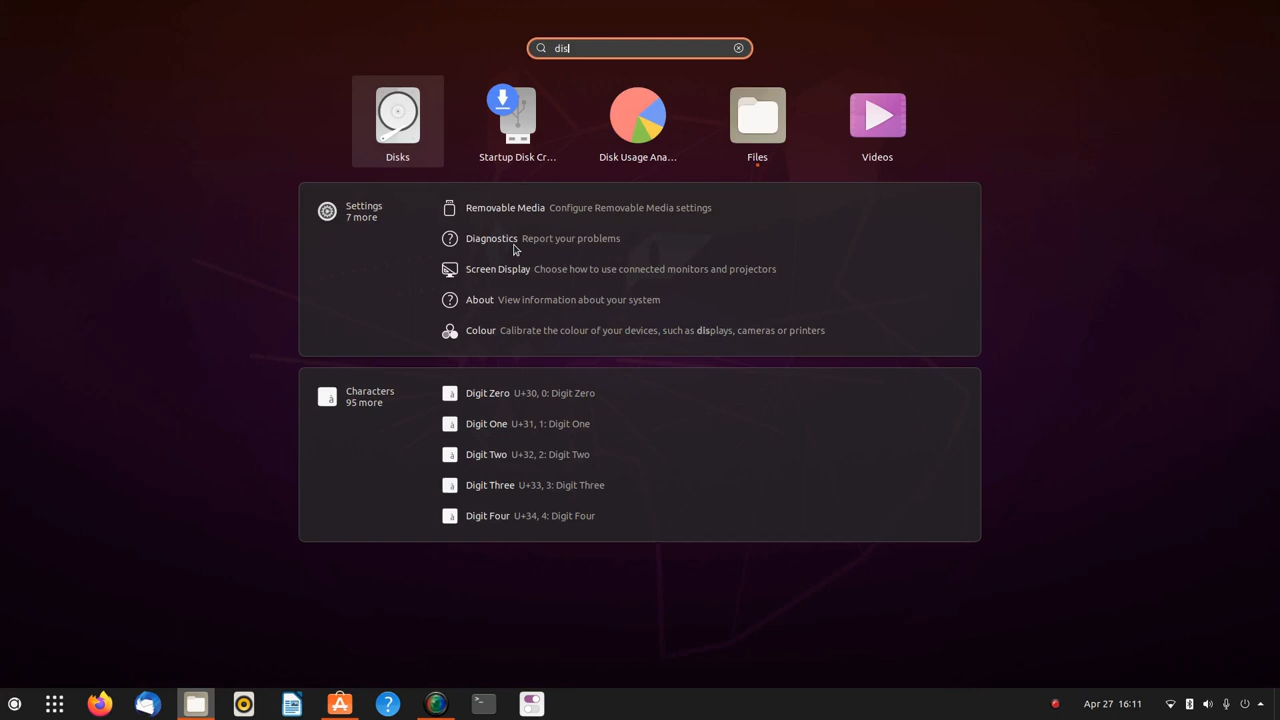 dis
Disks
Startup Disk Cr...
Disk Usage Ana...
Files
Videos
Settings
7 more
Removable Media Configure Removable Media settings
Diagnostics Report your problems
Screen Display Choose how to use connected monitors and projectors
About View information about your system
Colour Calibrate the colour of your devices, such as displays, cameras or printers
Characters
95 more
à Digit Zero U+30, 0: Digit Zero
à Digit One U+31, 1: Digit One
à Digit Two U+32, 2: Digit Two
à Digit Three U+33, 3: Digit Three
à Digit Four U+34, 4: Digit Four
Apr 27 16:11